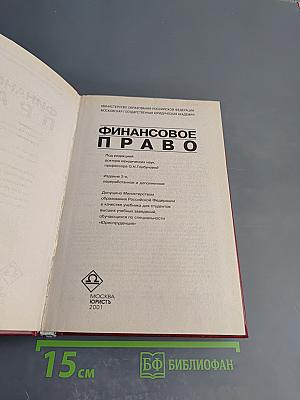 МИНИСТЕРСТВО ОБРАЗОВАНИЯ РОССИЙСКОЙ ФЕДЕРАЦИИ
МОСКОВСКАЯ ГОСУДАРСТВЕННАЯ ЮРИДИЧЕСКАЯ АКАДЕМИЯ
ФИНАНСОВОЕ
ПРАВО
Под редакцией
доктора юридических наук,
профессора О.Н.Горбуновой
Издание 2-е,
переработанное и дополненное
Допущено Министерством
образования Российской Федерации
в качестве учебника для студентов
высших учебных заведений,
обучающихся по специальности
«Юриспруденция»
МОСКВА
ЮРИСТЪ
2001
15 см
БФ БИБЛИОФАН